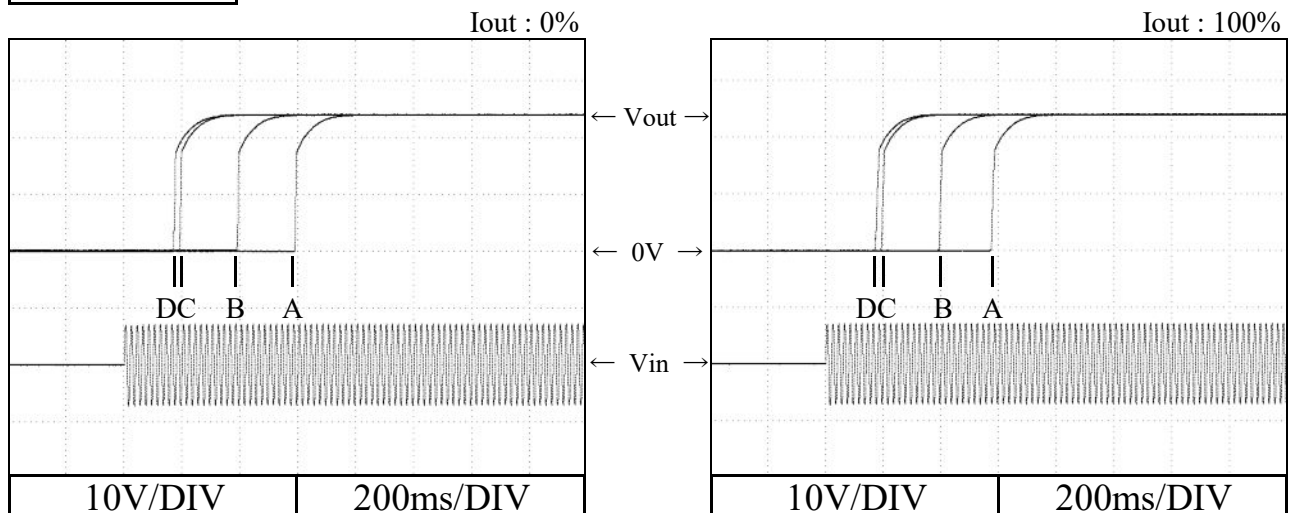 Iout : 0%
Iout : 100%
← Vout →
← 0V →
DC B A
DC B A
← Vin →
10V/DIV 200ms/DIV
10V/DIV 200ms/DIV